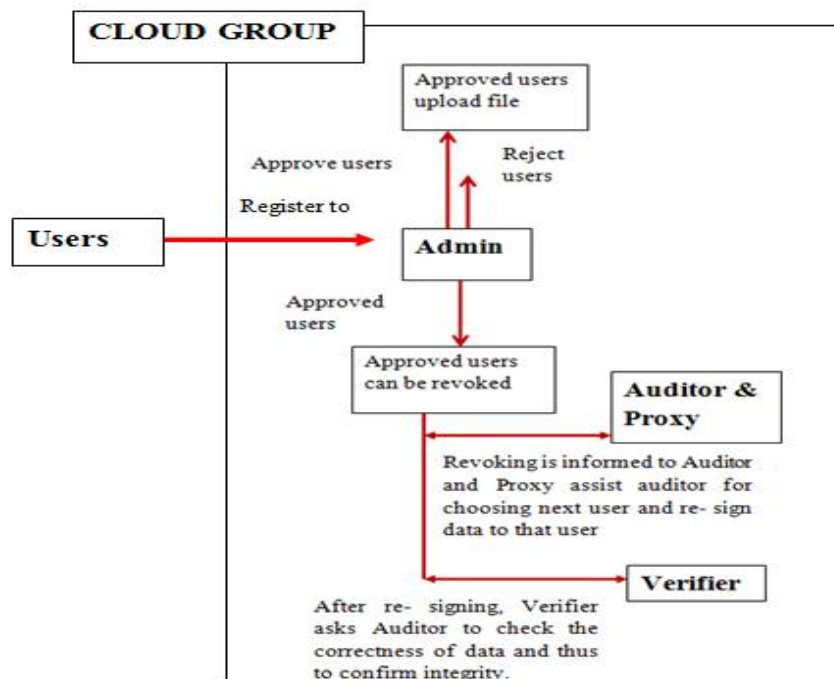 CLOUD GROUP
Approved users
upload file
Approve users
Reject
users
Register to
Users
Admin
Approved
users
Approved users
can be revoked
Auditor &
Proxy
Revoking is informed to Auditor
and Proxy assist auditor for
choosing next user and re- sign
data to that user
Verifier
After re- signing, Verifier
asks Auditor to check the
correctness of data and thus
to confirm integrity.